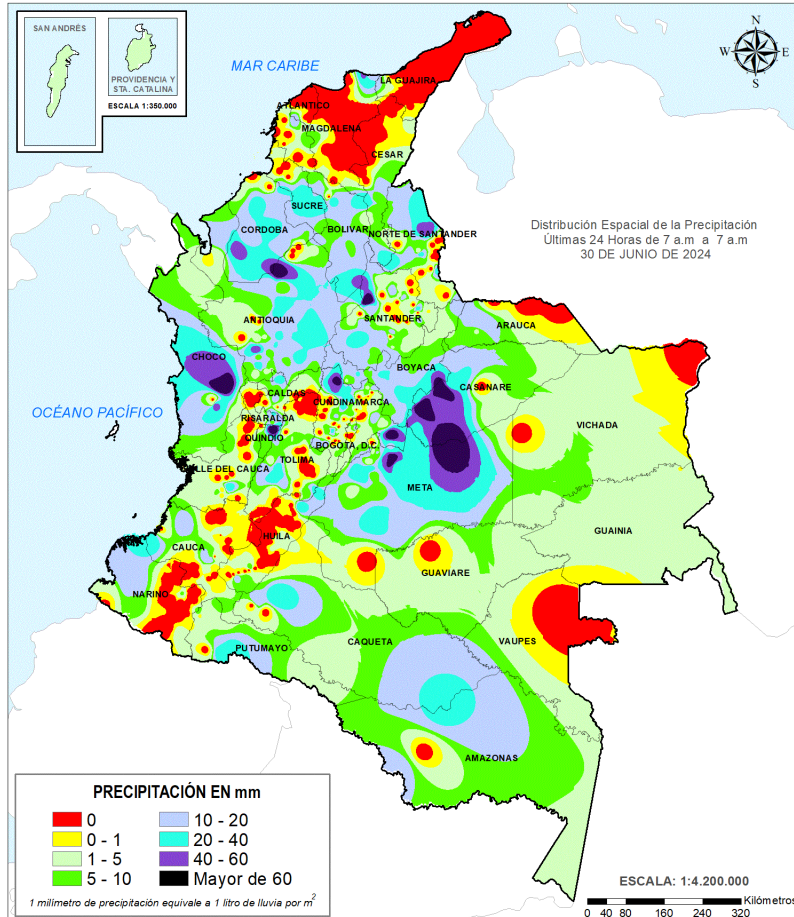 SAN ANDRÉS
PROVIDENCIA Y
STA. CATALINA
ESCALA 1:350.000
MAR CARIBE
N
W
E
S
LA GUAJIRA
ATLANTICO
MAGDALENA
CESAR
SUCRE
CORDOBA
BOLIVAR
NORTE DE SANTANDER
Distribución Espacial de la Precipitación
Últimas 24 Horas de 7 a.m a 7 a.m
30 DE JUNIO DE 2024
ANTIOQUIA
SANTANDER
ARAUCA
CHOCO
BOYACA
CASANARE
OCÉANO PACÍFICO
CALDAS
CUNDINAMARCA
RISARALDA
VICHADA
QUINDIO
BOGOTA, D.C.
TOLIMA
VALLE DEL CAUCA
META
HUILA
GUAINIA
CAUCA
GUAVIARE
NARIÑO
PUTUMAYO
CAQUETA
VAUPES
AMAZONAS
PRECIPITACIÓN EN mm
0
0 - 1
1 - 5
5 - 10
10 - 20
20 - 40
40 - 60
Mayor de 60
1 milímetro de precipitación equivale a 1 litro de lluvia por m2
ESCALA: 1:4.200.000
Kilómetros
0 40 80 160 240 320